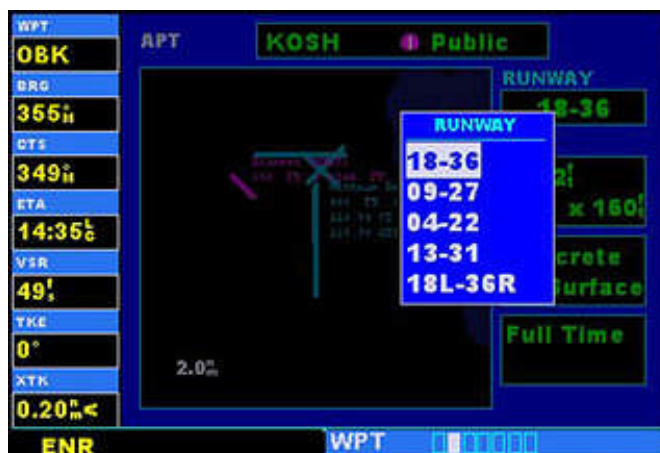 WPT
OBK
BRG
355°M
CTS
349°M
ETA
14:35LC
VSR
49fs
TKE
0°
XTK
0.20nm<
ENR
APT
KOSH Public
RUNWAY
18-36
RUNWAY
18-36
09-27
04-22
13-31
18L-36R
x 160
Surface
Full Time
2.0nm
WPT